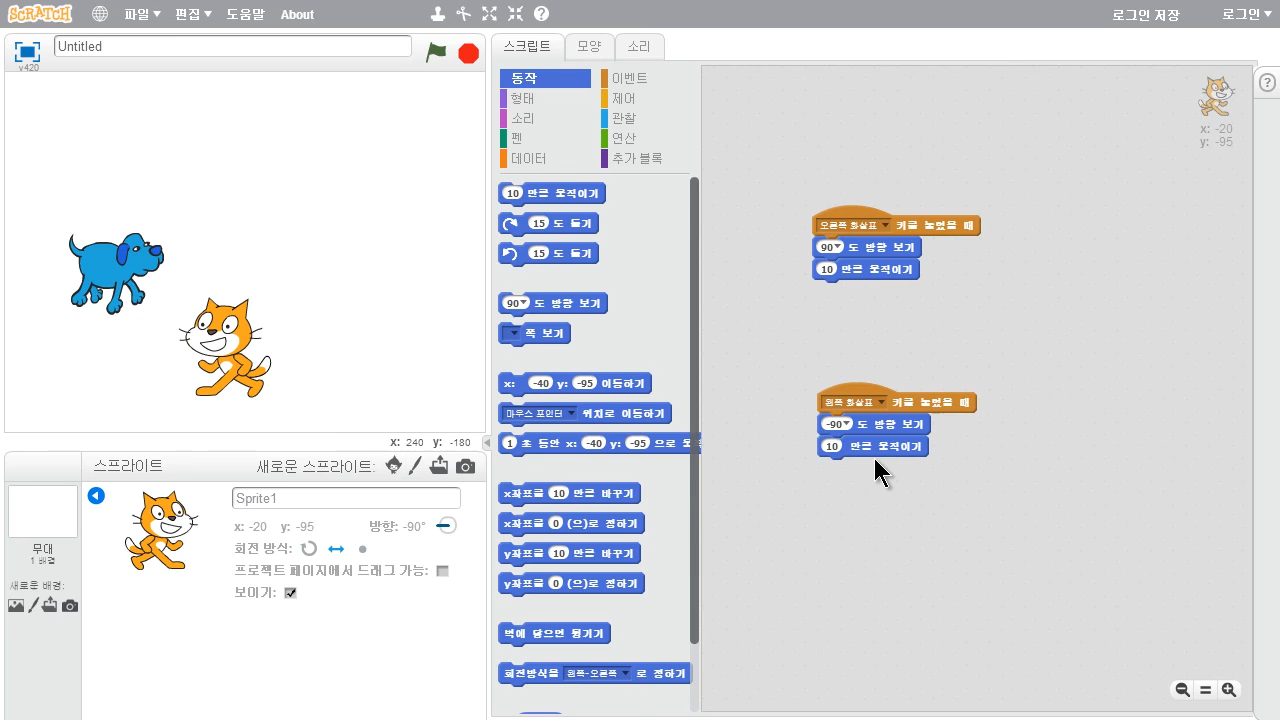 SCRATCH
파일 편집 도움말 About 로그인 저장 로그인
Untitled
v420
x: 240 y: -180
스프라이트 새로운 스프라이트:
무대
1 배경
새로운 배경:
Sprite1
x: -20 y: -95 방향: -90°
회전 방식:
프로젝트 페이지에서 드래그 가능:
보이기:
스크립트 모양 소리
동작 이벤트
형태 제어
소리 관찰
펜 연산
데이터 추가 블록
10 만큼 움직이기
15 도 돌기
15 도 돌기
90 도 방향 보기
쪽 보기
x: -40 y: -95 이동하기
마우스 포인터 위치로 이동하기
1 초 동안 x: -40 y: -95 으로 움
x좌표를 10 만큼 바꾸기
x좌표를 0 (으)로 정하기
y좌표를 10 만큼 바꾸기
y좌표를 0 (으)로 정하기
벽에 닿으면 튕기기
회전방식을 왼쪽-오른쪽 로 정하기
오른쪽 화살표 키를 눌렀을 때
90 도 방향 보기
10 만큼 움직이기
왼쪽 화살표 키를 눌렀을 때
-90 도 방향 보기
10 만큼 움직이기
x: -20
y: -95